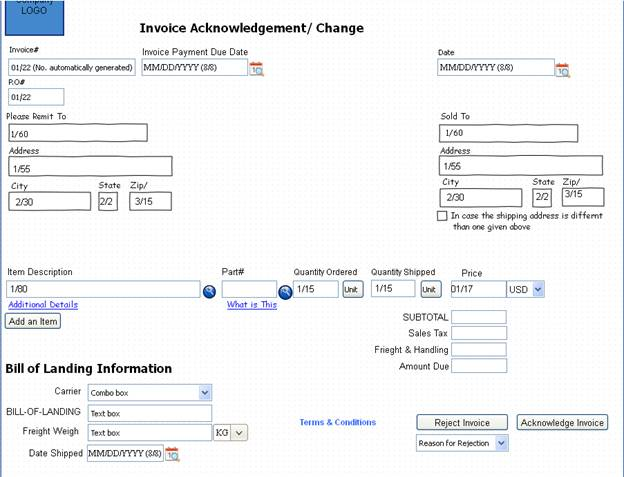 Company
LOGO
Invoice Acknowledgement/ Change
Invoice#
Invoice Payment Due Date
Date
01/22 (No. automatically generated)
MM/DD/YYYY (8/8)
MM/DD/YYYY (8/8)
P.O#
01/22
Please Remit To
Sold To
1/60
1/60
Address
Address
1/55
1/55
City State Zip/
City State Zip/
2/30 2/2 3/15
2/30 2/2 3/15
In case the shipping address is differnt
than one given above
Item Description Part# Quantity Ordered Quantity Shipped Price
1/80 1/15 Unit 1/15 Unit 01/17 USD
Additional Details What is This
Add an Item
SUBTOTAL
Sales Tax
Frieght & Handling
Amount Due
Bill of Landing Information
Carrier Combo box
BILL-OF-LANDING Text box
Freight Weigh Text box KG
Date Shipped MM/DD/YYYY (8/8)
Terms & Conditions
Reject Invoice Acknowledge Invoice
Reason for Rejection